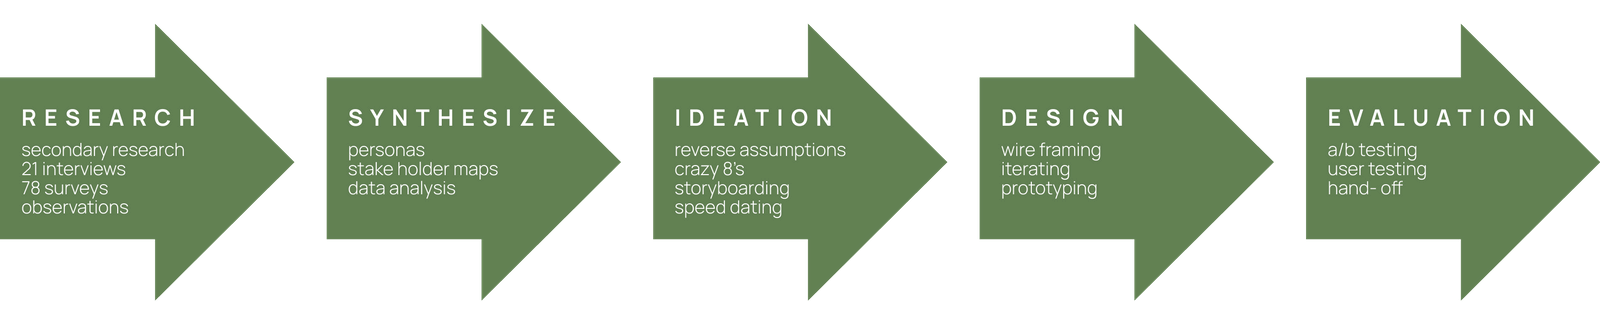 RESEARCH
secondary research
21 interviews
78 surveys
observations
SYNTHESIZE
personas
stake holder maps
data analysis
IDEATION
reverse assumptions
crazy 8's
storyboarding
speed dating
DESIGN
wire framing
iterating
prototyping
EVALUATION
a/b testing
user testing
hand- off